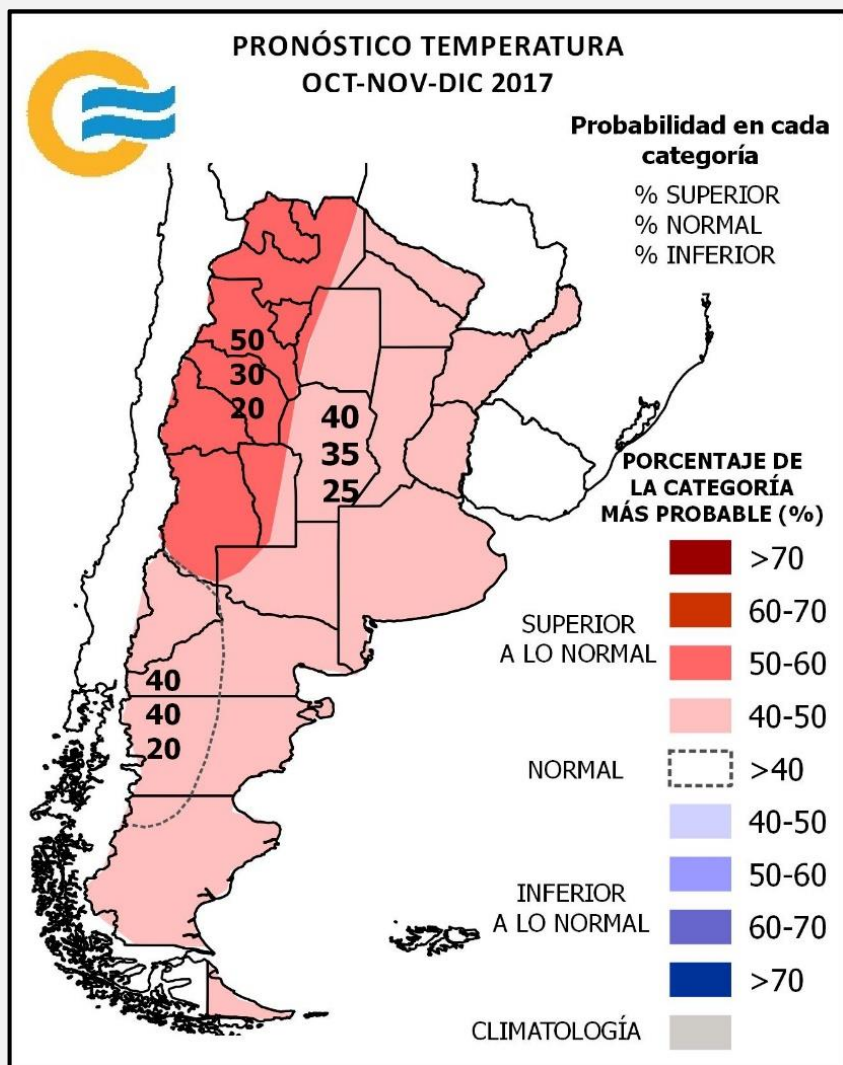 PRONÓSTICO TEMPERATURA
OCT-NOV-DIC 2017
Probabilidad en cada
categoría
% SUPERIOR
% NORMAL
% INFERIOR
50
30
20
40
35
25
40
40
20
PORCENTAJE DE
LA CATEGORÍA
MÁS PROBABLE (%)
>70
60-70
SUPERIOR
A LO NORMAL
50-60
40-50
NORMAL
>40
40-50
50-60
INFERIOR
A LO NORMAL
60-70
>70
CLIMATOLOGÍA